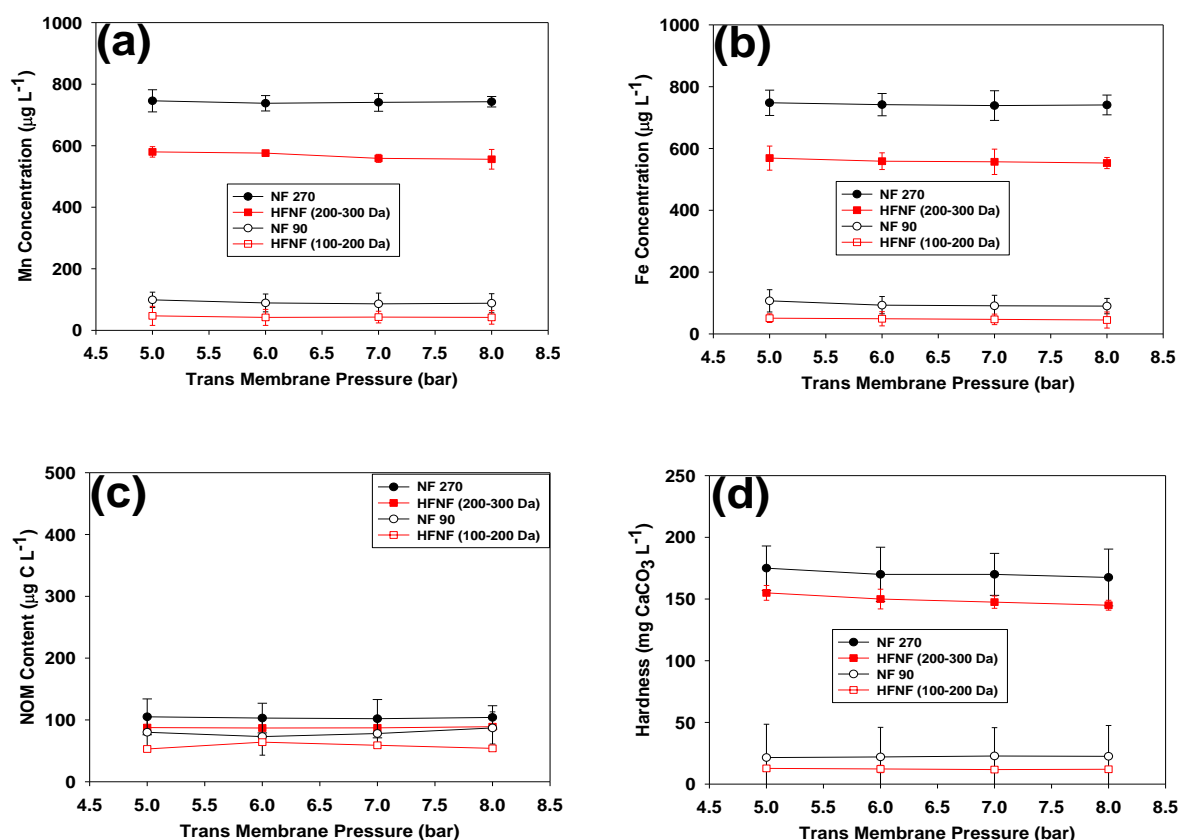 (a)
Mn Concentration (µg L⁻¹)
1000
800
600
400
200
0
NF 270
HFNF (200-300 Da)
NF 90
HFNF (100-200 Da)
4.5 5.0 5.5 6.0 6.5 7.0 7.5 8.0 8.5
Trans Membrane Pressure (bar)
(b)
Fe Concentration (µg L⁻¹)
1000
800
600
400
200
0
NF 270
HFNF (200-300 Da)
NF 90
HFNF (100-200 Da)
4.5 5.0 5.5 6.0 6.5 7.0 7.5 8.0 8.5
Trans Membrane Pressure (bar)
(c)
NOM Content (µg C L⁻¹)
500
400
300
200
100
0
NF 270
HFNF (200-300 Da)
NF 90
HFNF (100-200 Da)
4.5 5.0 5.5 6.0 6.5 7.0 7.5 8.0 8.5
Trans Membrane Pressure (bar)
(d)
Hardness (mg CaCO₃ L⁻¹)
250
200
150
100
50
0
NF 270
HFNF (200-300 Da)
NF 90
HFNF (100-200 Da)
4.5 5.0 5.5 6.0 6.5 7.0 7.5 8.0 8.5
Trans Membrane Pressure (bar)